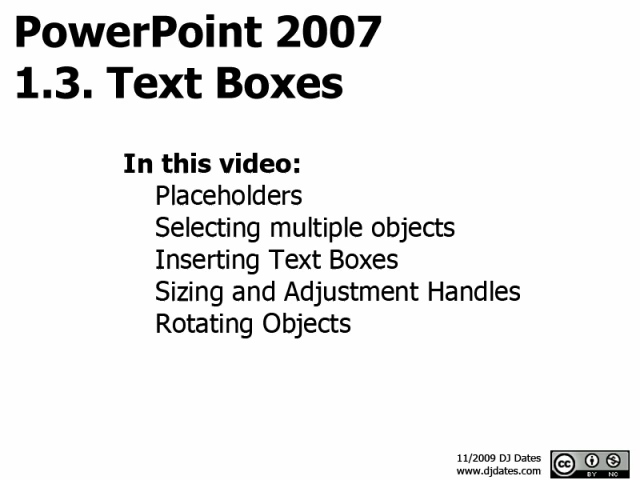 PowerPoint 2007
1.3. Text Boxes
In this video:
Placeholders
Selecting multiple objects
Inserting Text Boxes
Sizing and Adjustment Handles
Rotating Objects
11/2009 DJ Dates
www.djdates.com
cc
BY NC